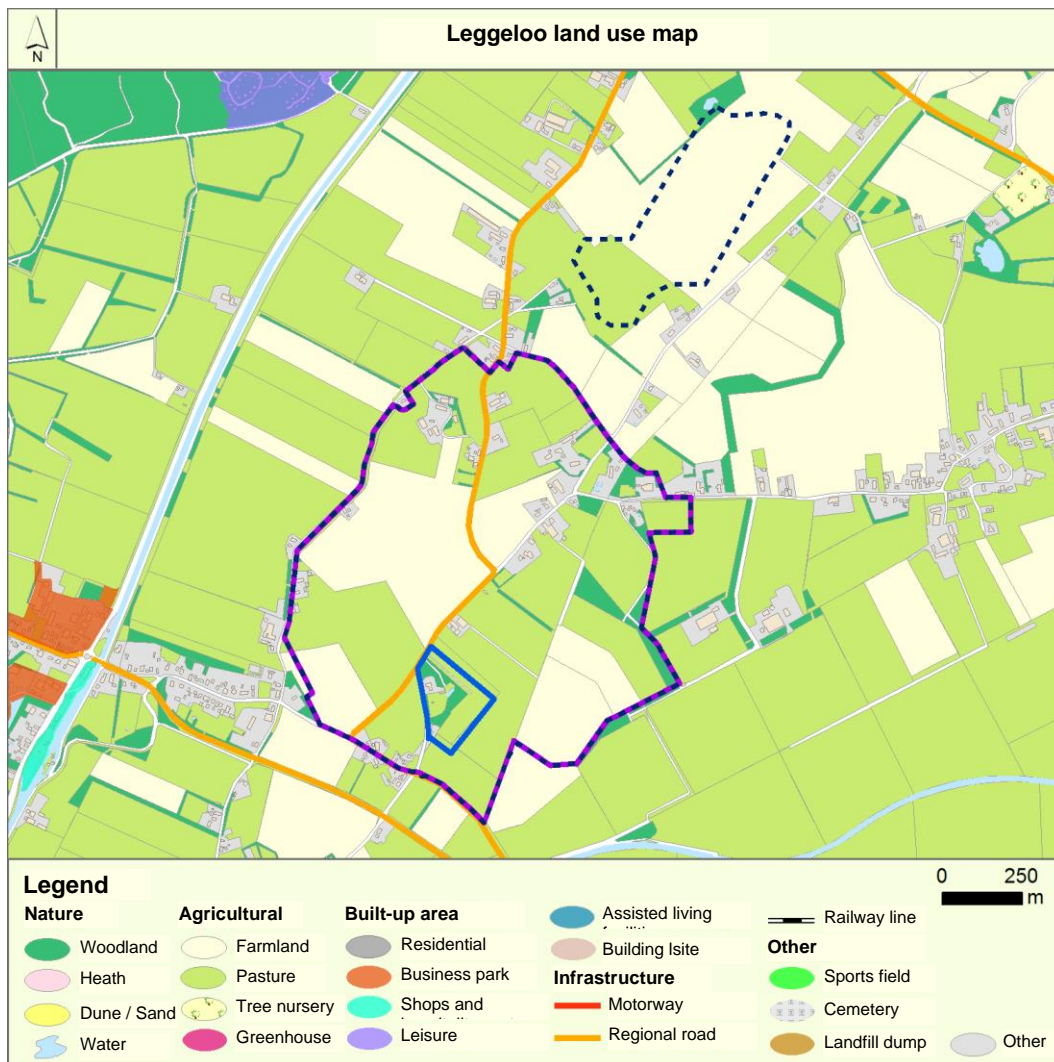 Leggeloo land use map
N
Legend
0 250
m
Nature
Woodland
Heath
Dune / Sand
Water
Agricultural
Farmland
Pasture
Tree nursery
Greenhouse
Built-up area
Residential
Business park
Shops and
Leisure
Assisted living
Building lsite
Infrastructure
Motorway
Regional road
Railway line
Other
Sports field
Cemetery
Landfill dump
Other